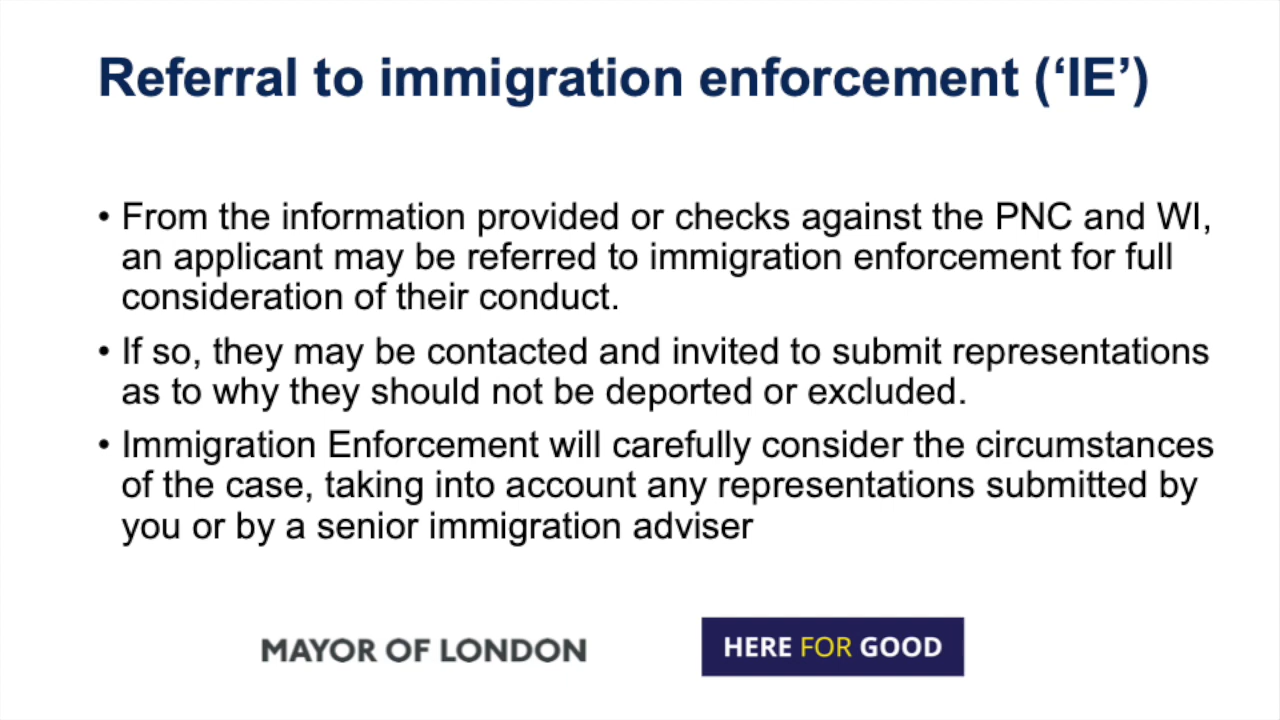 Referral to immigration enforcement (‘IE’)
• From the information provided or checks against the PNC and WI,
an applicant may be referred to immigration enforcement for full
consideration of their conduct.
• If so, they may be contacted and invited to submit representations
as to why they should not be deported or excluded.
• Immigration Enforcement will carefully consider the circumstances
of the case, taking into account any representations submitted by
you or by a senior immigration adviser
MAYOR OF LONDON
HERE FOR GOOD